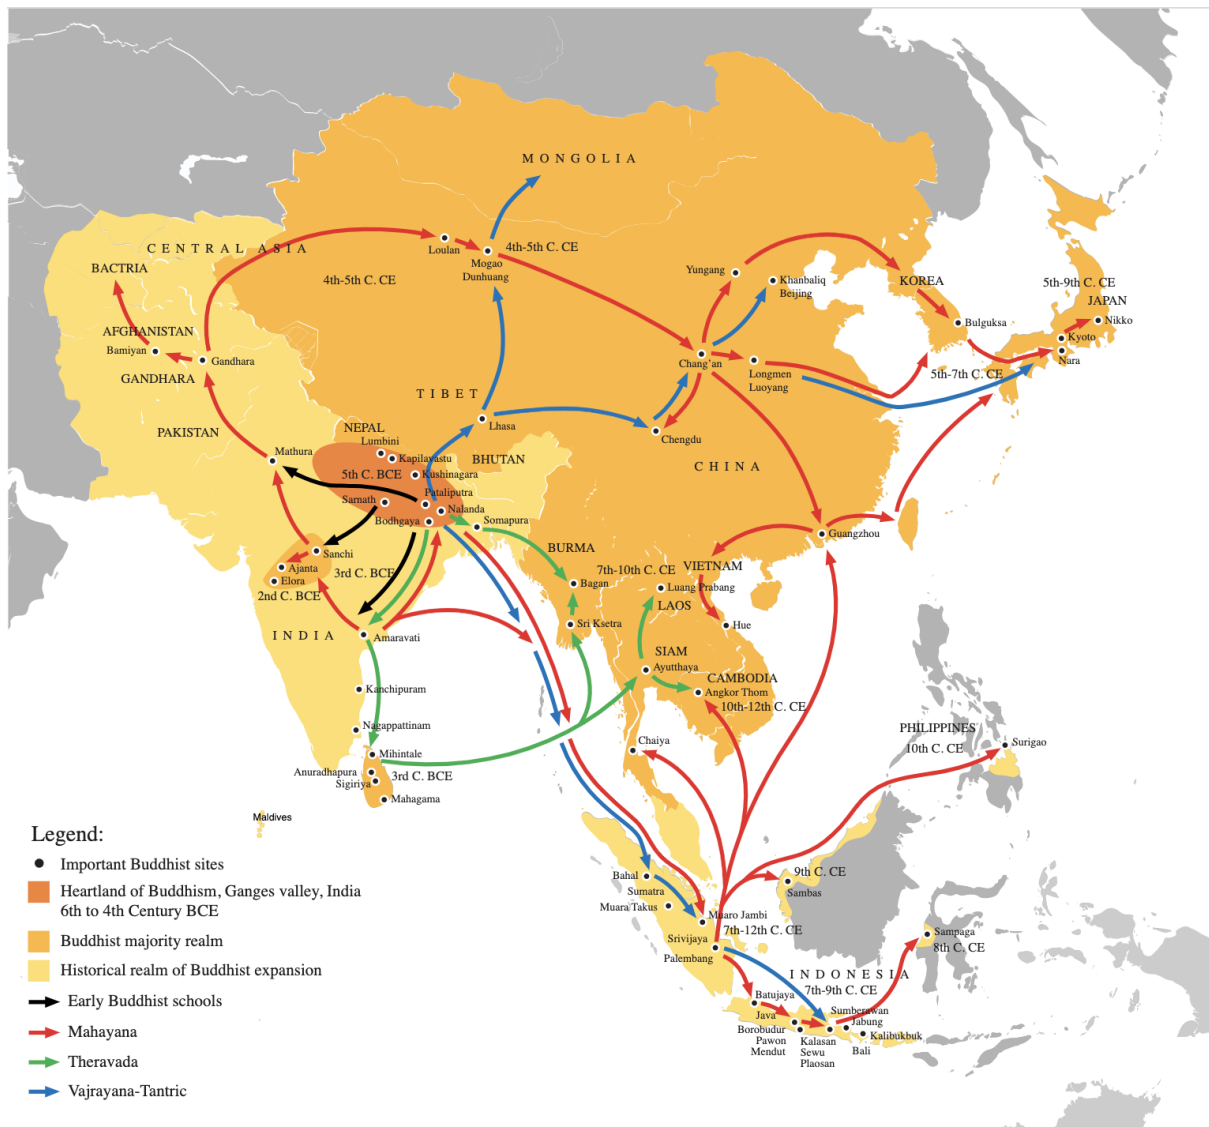 MONGOLIA
CENTRAL ASIA
Loulan
Mogao
Dunhuang
4th-5th C. CE
BACTRIA
4th-5th C. CE
Yungang
Khanbaliq
Beijing
KOREA
5th-9th C. CE
JAPAN
Nikko
Bulguksa
Kyoto
Nara
5th-7th C. CE
AFGHANISTAN
Bamiyan
Gandhara
GANDHARA
Chang'an
Longmen
Luoyang
TIBET
Lhasa
Chengdu
PAKISTAN
NEPAL
Lumbini
Mathura
Kapilavastu
BHUTAN
CHINA
5th C. BCE
Kushinagara
Sarnath
Pataliputra
Nalanda
Bodhgaya
Somapura
Guangzhou
Sanchi
BURMA
Ajanta
3rd C. BCE
7th-10th C. CE
VIETNAM
Elora
Bagan
Luang Prabang
2nd C. BCE
LAOS
Sri Ksetra
Hue
INDIA
Amaravati
SIAM
Ayutthaya
CAMBODIA
Kanchipuram
Angkor Thom
10th-12th C. CE
Nagappattinam
PHILIPPINES
10th C. CE
Surigao
Chaiya
Mihintale
Anuradhapura
3rd C. BCE
Sigiriya
Mahagama
Maldives
Bahal
Sumatra
9th C. CE
Sambas
Muara Takus
Muaro Jambi
7th-12th C. CE
Srivijaya
Palembang
Sampaga
8th C. CE
INDONESIA
7th-9th C. CE
Batujaya
Java
Sumberawan
Jabung
Borobudur
Pawon
Mendut
Kalasan
Sewu
Plaosan
Kalibukbuk
Bali
Legend:
Important Buddhist sites
Heartland of Buddhism, Ganges valley, India
6th to 4th Century BCE
Buddhist majority realm
Historical realm of Buddhist expansion
Early Buddhist schools
Mahayana
Theravada
Vajrayana-Tantric